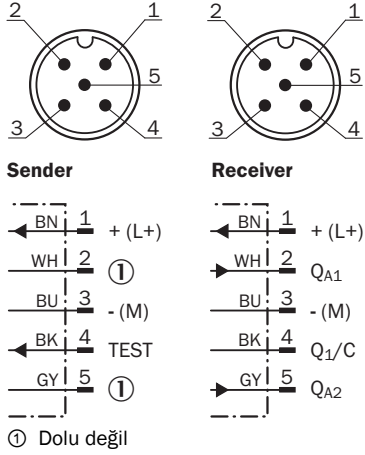 2 1 2 1
5 5
3 4 3 4
Sender Receiver
BN 1 + (L+) BN 1 + (L+)
WH 2 ① WH 2 QA1
BU 3 - (M) BU 3 - (M)
BK 4 TEST BK 4 Q1/C
GY 5 ① GY 5 QA2
① Dolu değil